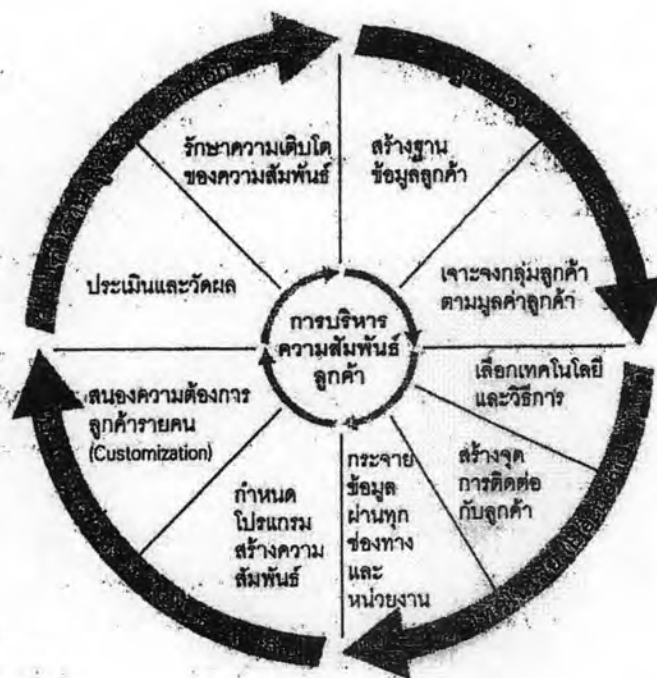 รักษาความเติบโต
ของความสัมพันธ์
สร้างฐาน
ข้อมูลลูกค้า
เจาะจงกลุ่มลูกค้า
ตามมูลค่าลูกค้า
เลือกเทคโนโลยี
และวิธีการ
สร้างจุด
การติดต่อ
กับลูกค้า
กระจาย
ข้อมูล
ผ่านทุก
ช่องทาง
และ
หน่วยงาน
กำหนด
โปรแกรม
สร้างความ
สัมพันธ์
สนองความต้องการ
ลูกค้ารายคน
(Customization)
ประเมินและวัดผล
การบริหาร
ความสัมพันธ์
ลูกค้า